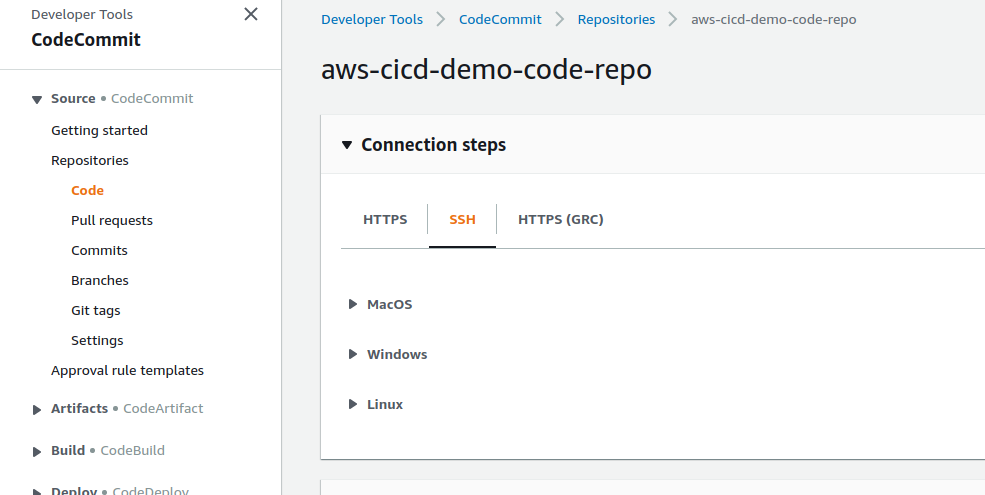 Developer Tools
CodeCommit
Source • CodeCommit
Getting started
Repositories
Code
Pull requests
Commits
Branches
Git tags
Settings
Approval rule templates
Artifacts • CodeArtifact
Build • CodeBuild
Deploy • CodeDeploy
Developer Tools > CodeCommit > Repositories > aws-cicd-demo-code-repo
aws-cicd-demo-code-repo
Connection steps
HTTPS SSH HTTPS (GRC)
MacOS
Windows
Linux